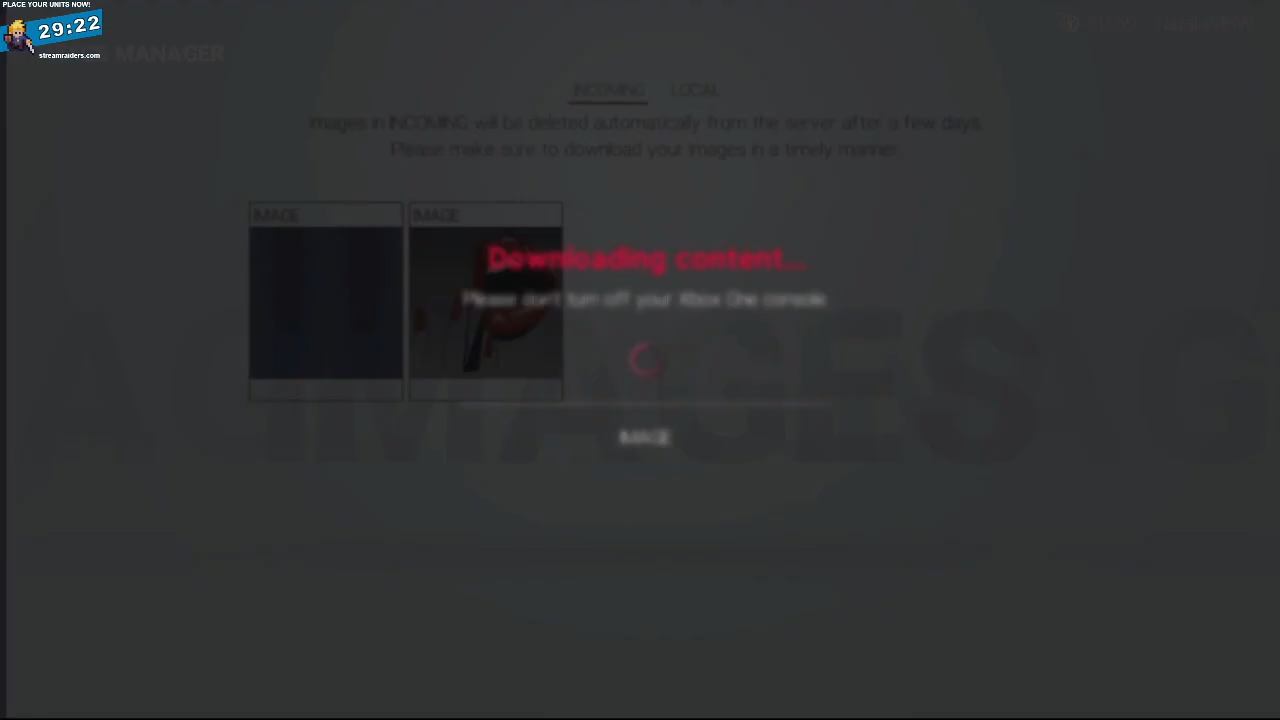 PLACE YOUR UNITS NOW!
29:22
streamraiders.com
MANAGER
INCOMING LOCAL
Images in INCOMING will be deleted automatically from the server after a few days.
Please make sure to download your images in a timely manner.
IMAGE IMAGE
Downloading content...
Please don't turn off your Xbox One console
IMAGE
IMAGES